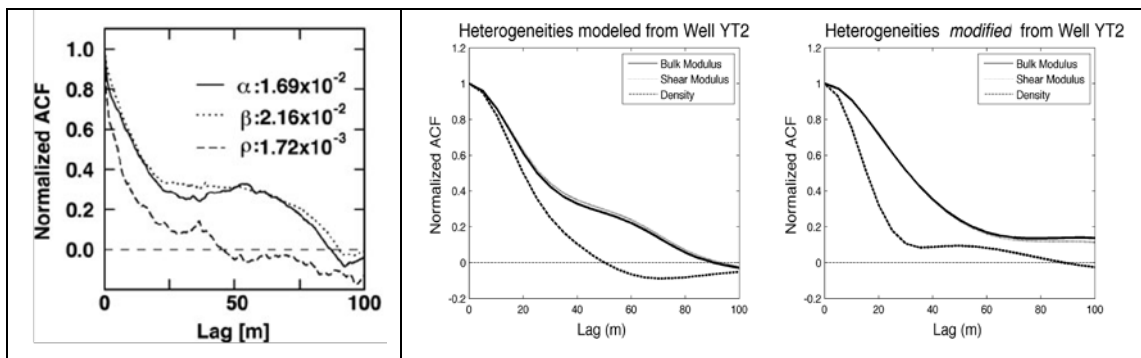 1.0
0.8
0.6
0.4
0.2
0.0
Normalized ACF
α:1.69x10⁻²
β:2.16x10⁻²
ρ:1.72x10⁻³
0 50 100
Lag [m]
Heterogeneities modeled from Well YT2
1.2
1
0.8
0.6
0.4
0.2
0
-0.2
Normalized ACF
Bulk Modulus
Shear Modulus
Density
0 20 40 60 80 100
Lag (m)
Heterogeneities modified from Well YT2
1.2
1
0.8
0.6
0.4
0.2
0
-0.2
Normalized ACF
Bulk Modulus
Shear Modulus
Density
0 20 40 60 80 100
Lag (m)